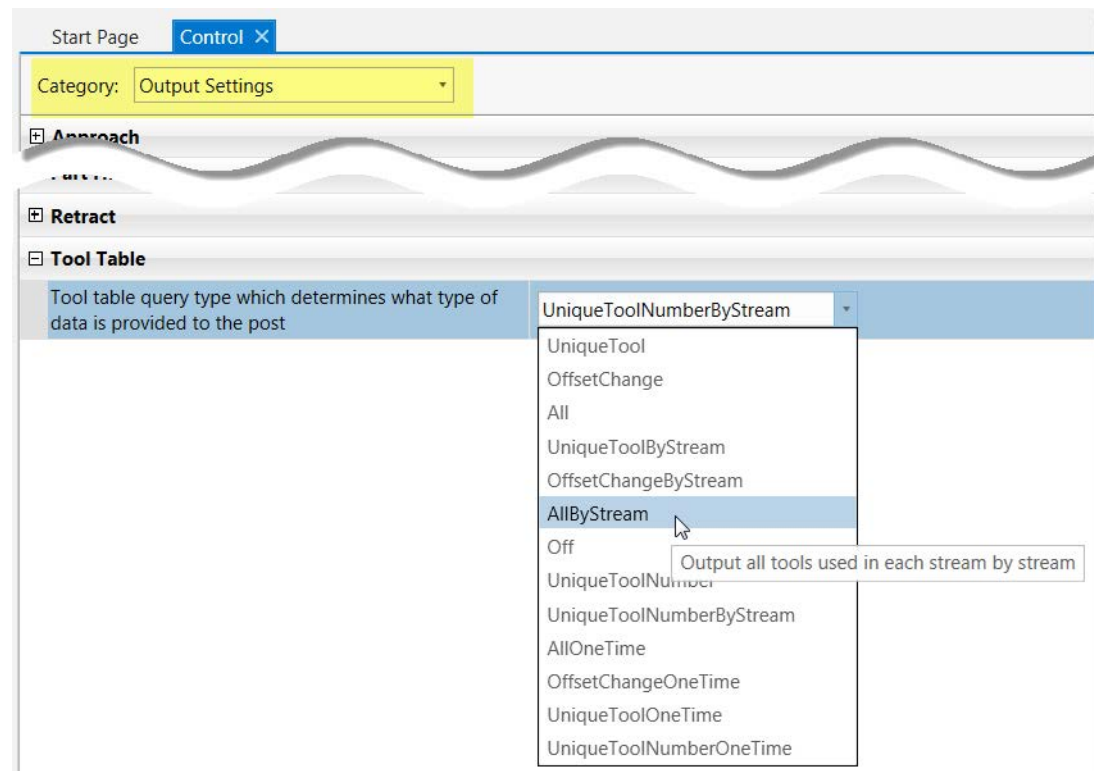 Start Page
Control
Category: Output Settings
Approach
Retract
Tool Table
Tool table query type which determines what type of
data is provided to the post
UniqueToolNumberByStream
UniqueTool
OffsetChange
All
UniqueToolByStream
OffsetChangeByStream
AllByStream
Off
Output all tools used in each stream by stream
UniqueToolNumber
UniqueToolNumberByStream
AllOneTime
OffsetChangeOneTime
UniqueToolOneTime
UniqueToolNumberOneTime